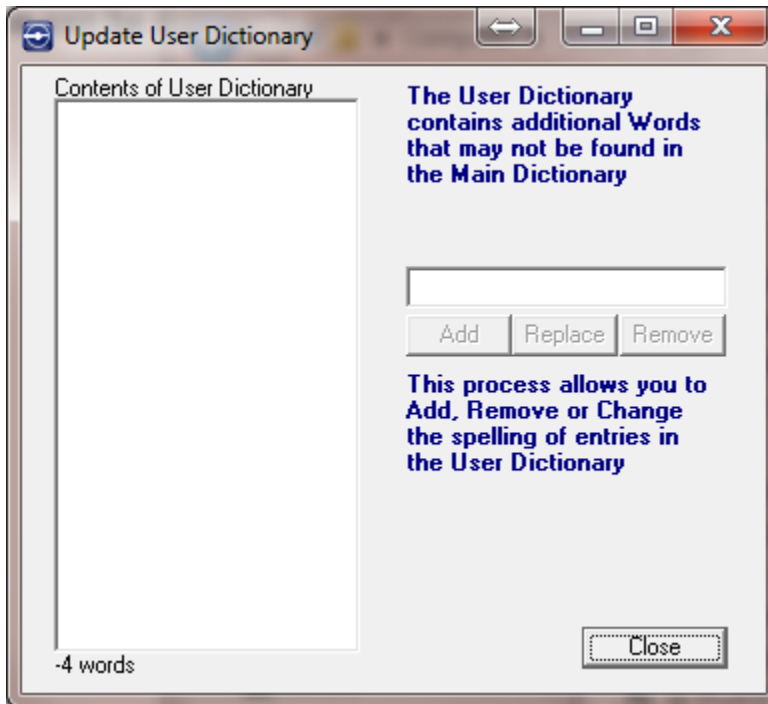 Update User Dictionary
Contents of User Dictionary
The User Dictionary
contains additional Words
that may not be found in
the Main Dictionary
Add Replace Remove
This process allows you to
Add, Remove or Change
the spelling of entries in
the User Dictionary
Close
-4 words